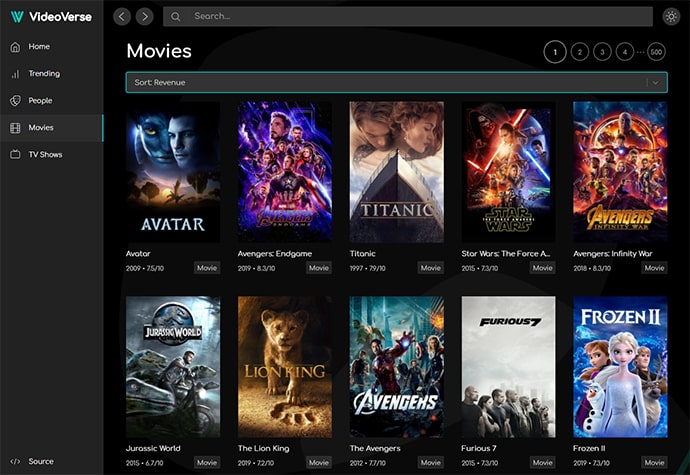 VideoVerse
Search...
Home
Trending
People
Movies
TV Shows
Source
Movies
1 2 3 4 ... 500
Sort: Revenue
AVATAR
AVENGERS
ENDGAME
TITANIC
STAR
THE FORCE AWAKENS
WARS
AVENGERS
INFINITY WAR
Avatar
2009 • 7.5/10 Movie
Avengers: Endgame
2019 • 8.3/10 Movie
Titanic
1997 • 7.9/10 Movie
Star Wars: The Force A...
2015 • 7.3/10 Movie
Avengers: Infinity War
2018 • 8.3/10 Movie
JURASSIC WORLD
THE LION KING
AVENGERS
FURIOUS 7
FROZEN II
Jurassic World
2015 • 6.7/10 Movie
The Lion King
2019 • 7.2/10 Movie
The Avengers
2012 • 7.7/10 Movie
Furious 7
2015 • 7.3/10 Movie
Frozen II
2019 • 7.3/10 Movie